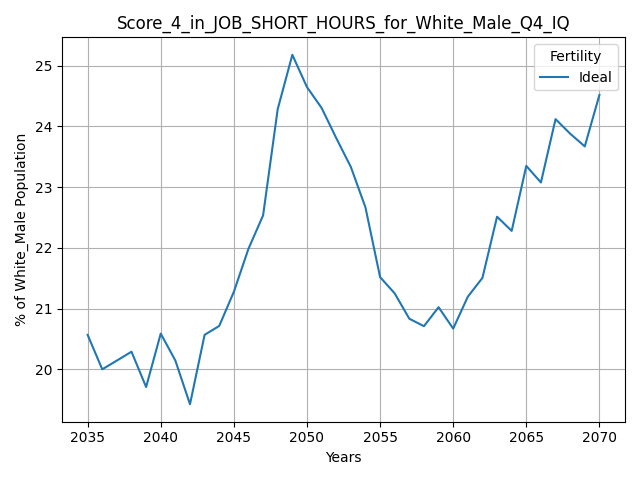 Score_4_in_JOB_SHORT_HOURS_for_White_Male_Q4_IQ
Fertility
Ideal
% of White_Male Population
25
24
23
22
21
20
2035 2040 2045 2050 2055 2060 2065 2070
Years